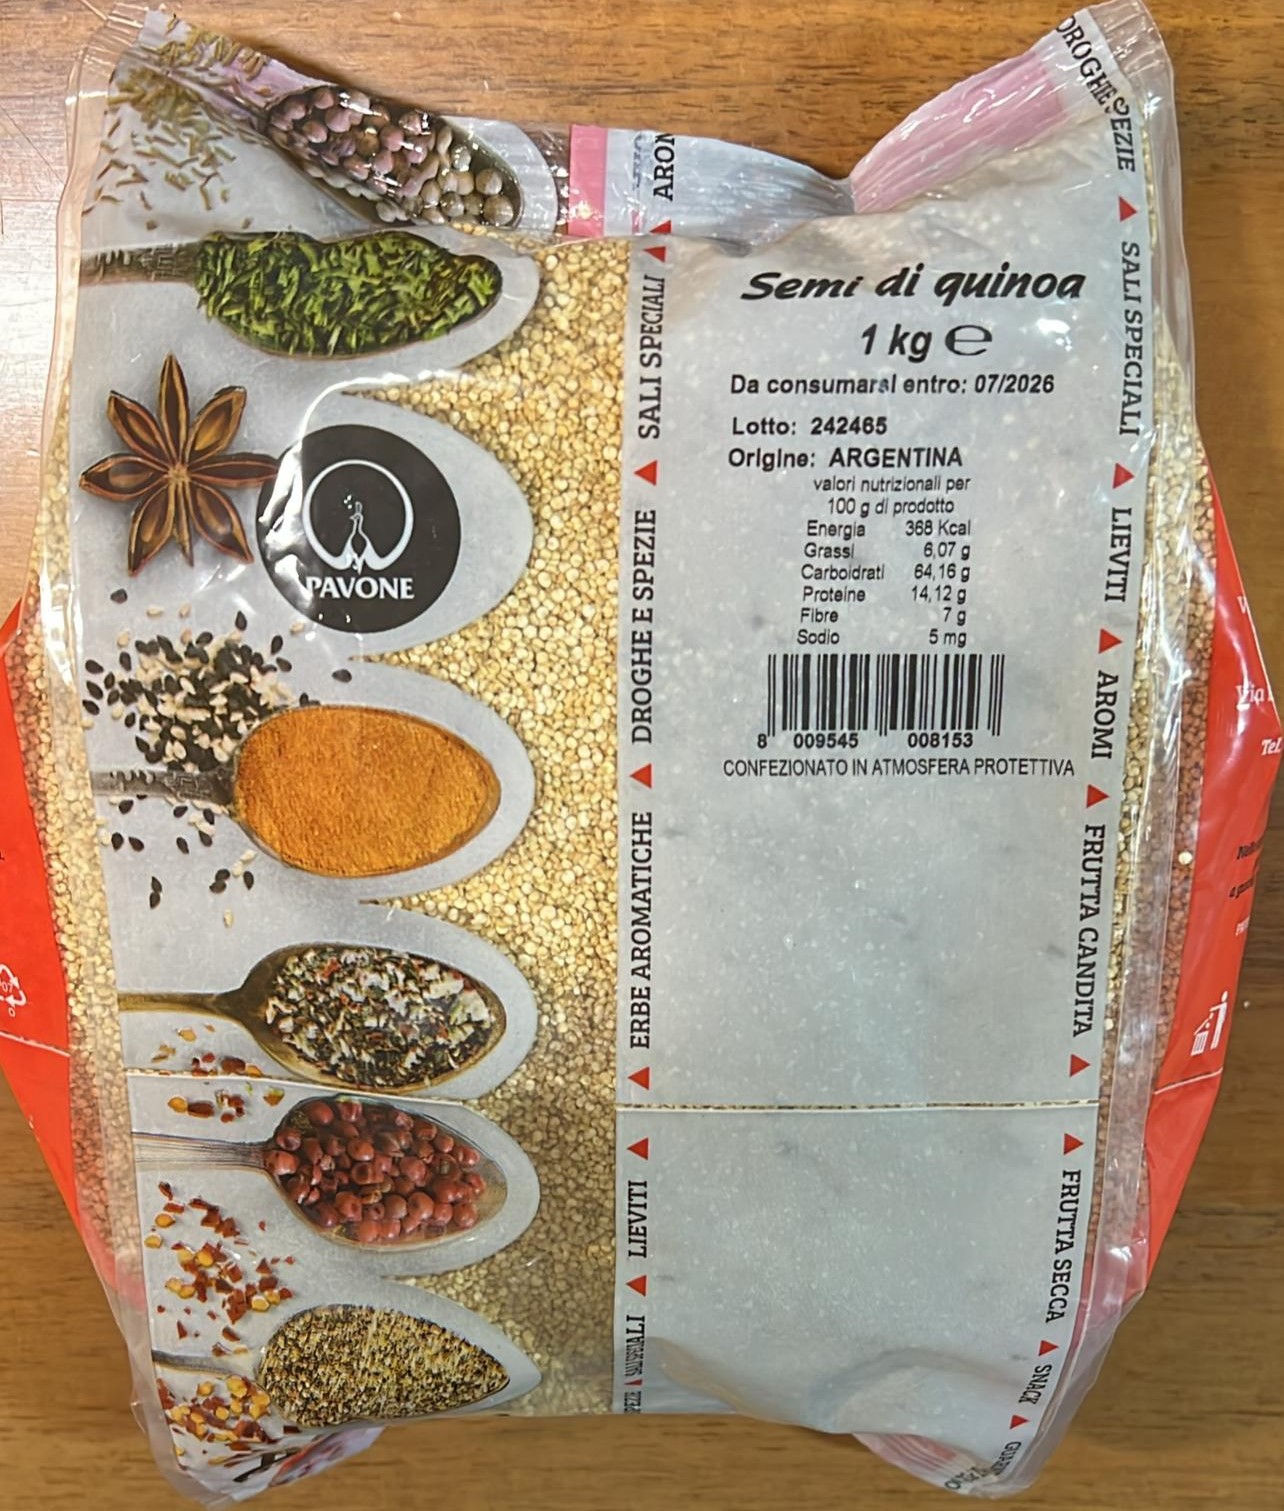 Semi di quinoa
1 kg ℮
Da consumarsi entro: 07/2026
Lotto: 242465
Origine: ARGENTINA
valori nutrizionali per
100 g di prodotto
Energia 368 Kcal
Grassi 6,07 g
Carboidrati 64,16 g
Proteine 14,12 g
Fibre 7 g
Sodio 5 mg
8 009545 008153
CONFEZIONATO IN ATMOSFERA PROTETTIVA
PAVONE
LIEVITI ▲ ERBE AROMATICHE ▲ DROGHE E SPEZIE ▲ SALI SPECIALI ▲
DROGHE SPEZIE ▲ SALI SPECIALI ▲ LIEVITI ▲ AROMI ▲ FRUTTA CANDITA ▲ ▲ FRUTTA SECCA ▲ SNACK ▲
Tel.